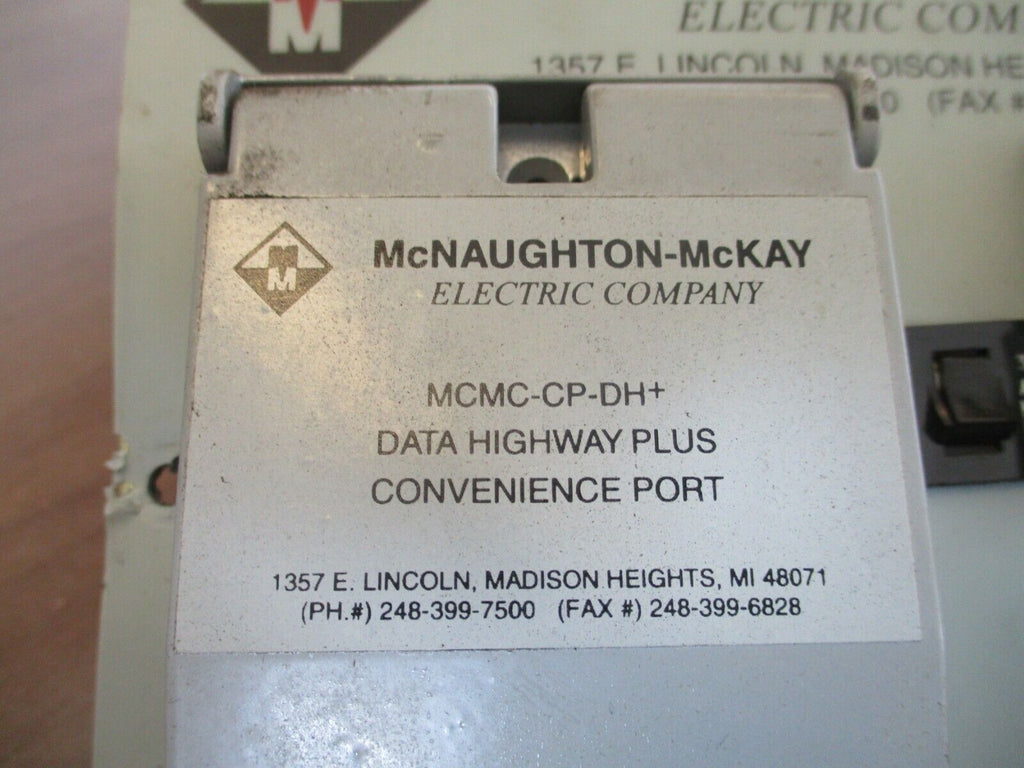 M
ELECTRIC COM
1357 E. LINCOLN, MADISON HE
0 (FAX #
M
M
McNAUGHTON-McKAY
ELECTRIC COMPANY
MCMC-CP-DH+
DATA HIGHWAY PLUS
CONVENIENCE PORT
1357 E. LINCOLN, MADISON HEIGHTS, MI 48071
(PH.#) 248-399-7500 (FAX #) 248-399-6828